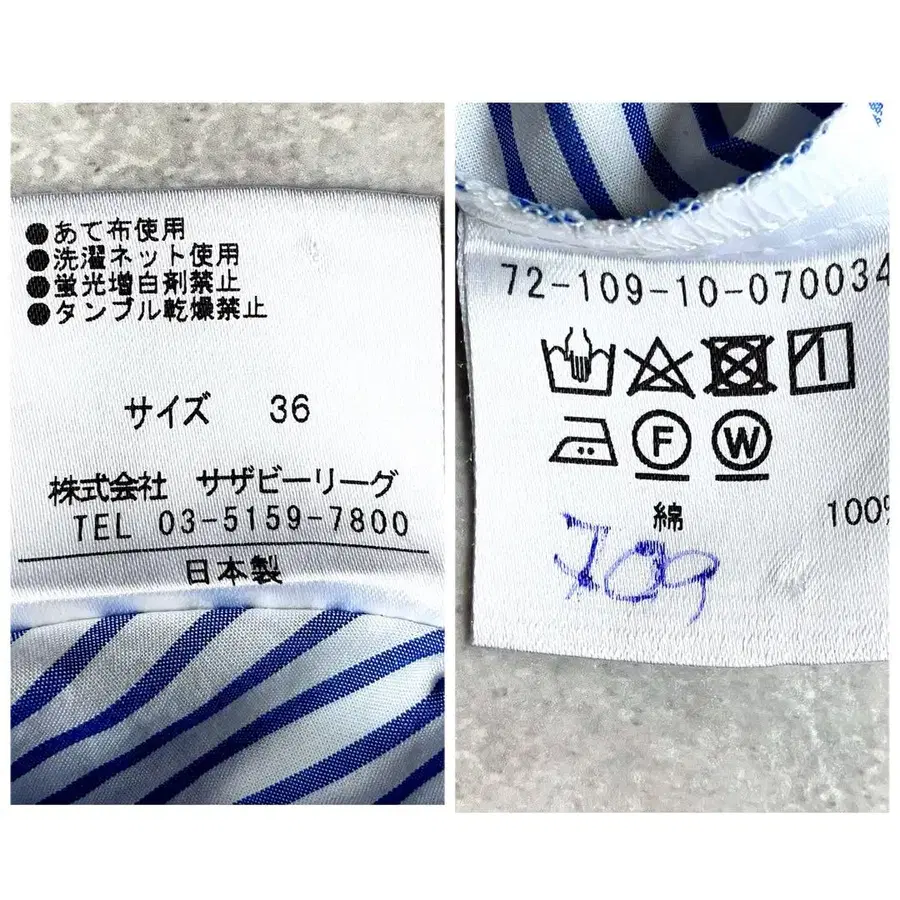 ●あて布使用
●洗濯ネット使用
●蛍光増白剤禁止
●タンブル乾燥禁止
サイズ 36
株式会社 サザビーリーグ
TEL 03-5159-7800
日本製
72-109-10-070034
F W
綿 100%
709